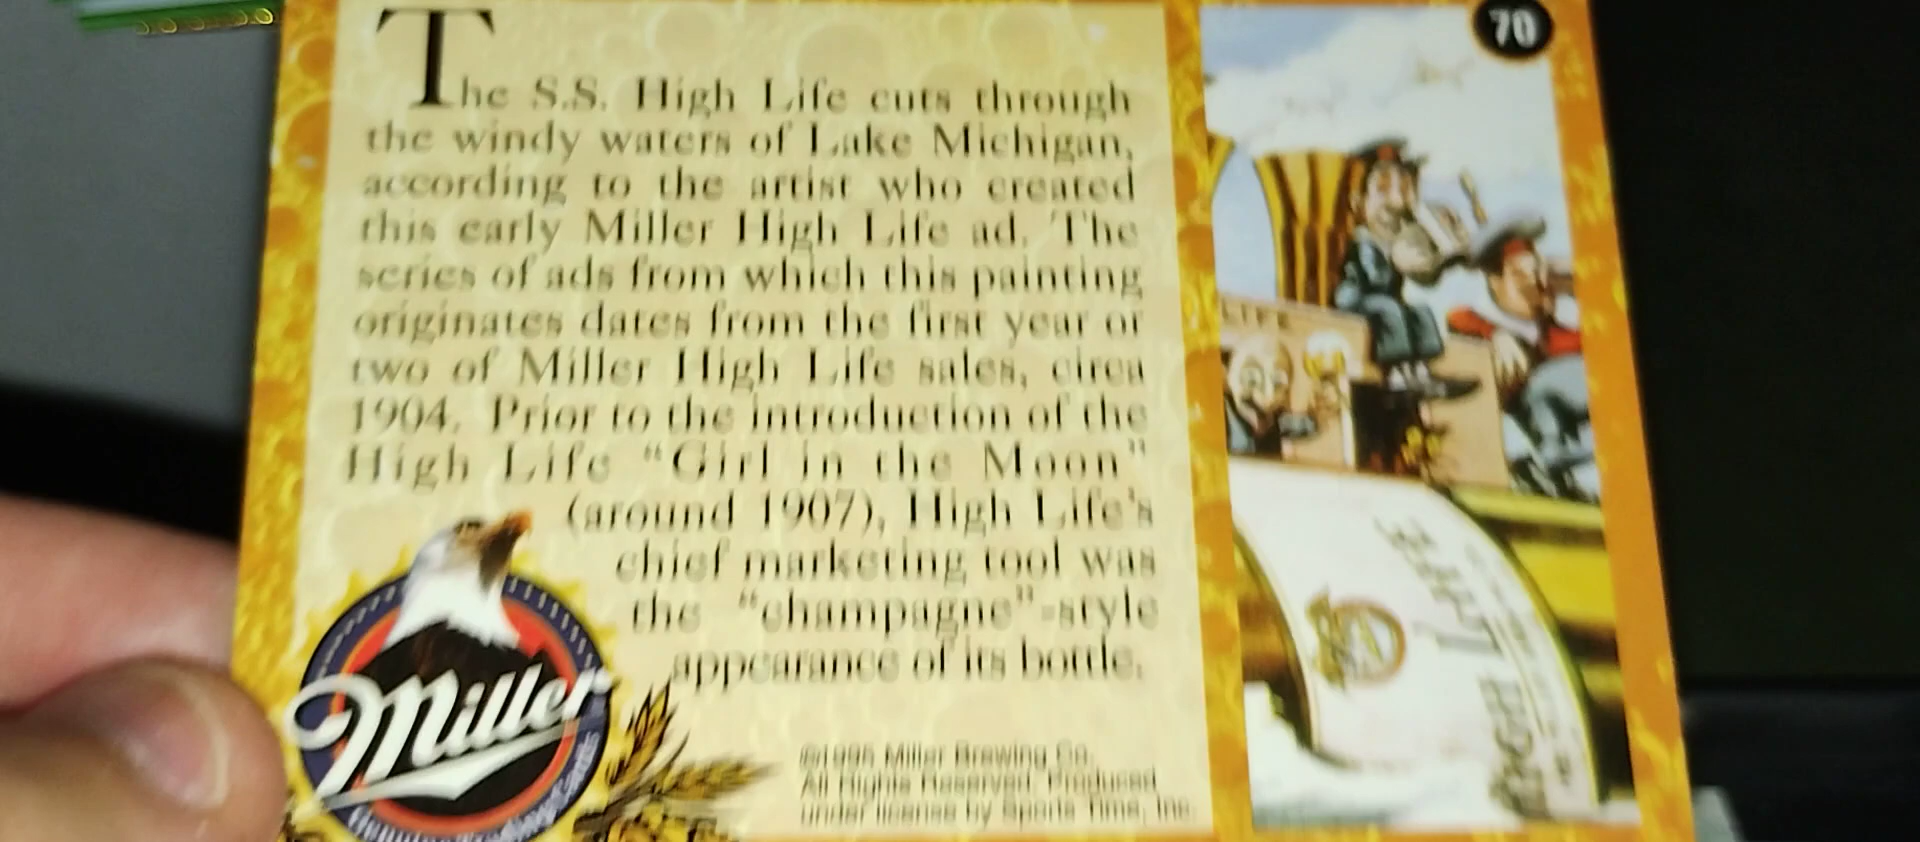 70
The S.S. High Life cuts through
the windy waters of Lake Michigan,
according to the artist who created
this early Miller High Life ad. The
series of ads from which this painting
originates dates from the first year or
two of Miller High Life sales, circa
1904. Prior to the introduction of the
High Life “Girl in the Moon”
(around 1907), High Life's
chief marketing tool was
the “champagne”-style
appearance of its bottle.
Miller
©1995 Miller Brewing Co.
All Rights Reserved. Produced
under license by Sports Time, Inc.
LIFE
High Life